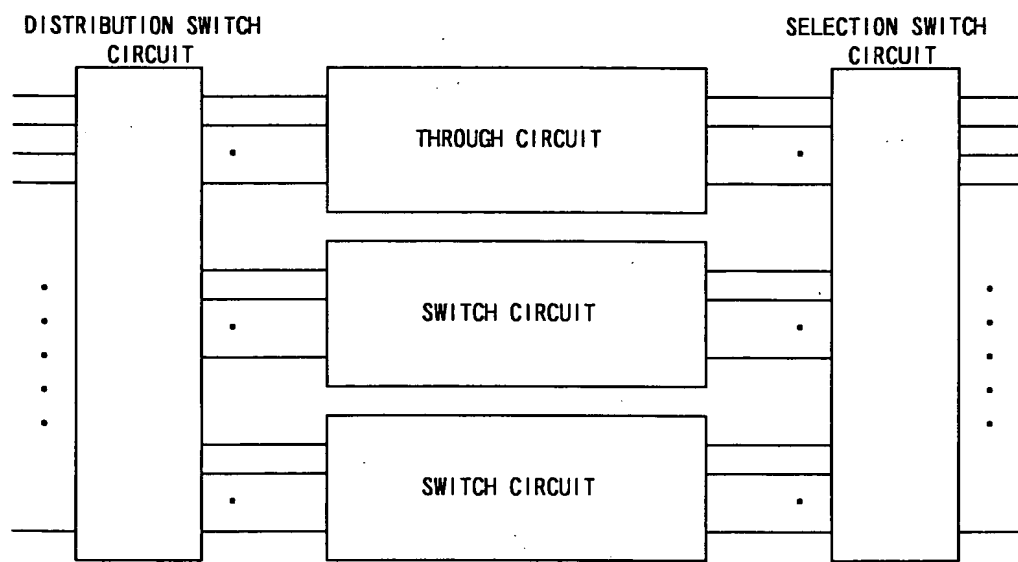 DISTRIBUTION SWITCH
CIRCUIT
SELECTION SWITCH
CIRCUIT
THROUGH CIRCUIT
SWITCH CIRCUIT
SWITCH CIRCUIT